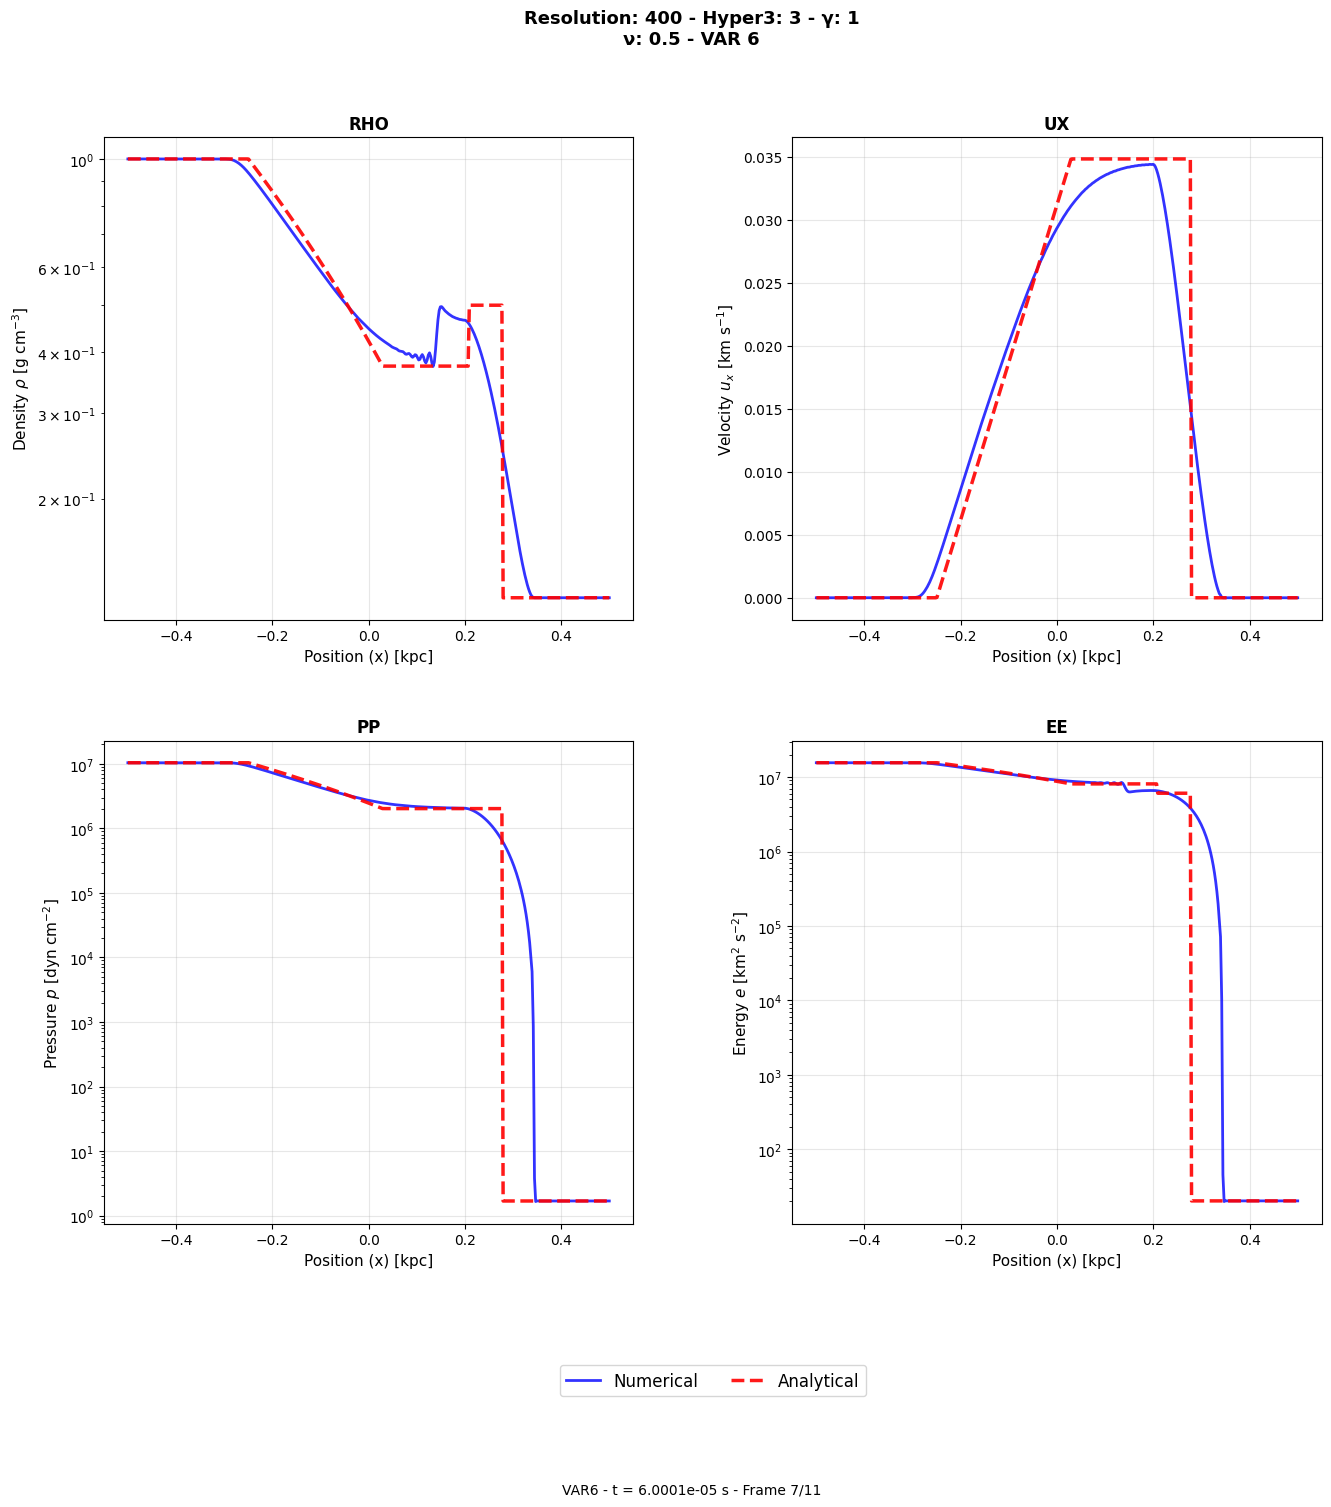 Resolution: 400 - Hyper3: 3 - γ: 1
ν: 0.5 - VAR 6
RHO
Density ρ [g cm⁻³]
10⁰
6 × 10⁻¹
4 × 10⁻¹
3 × 10⁻¹
2 × 10⁻¹
−0.4 −0.2 0.0 0.2 0.4
Position (x) [kpc]
UX
Velocity uₓ [km s⁻¹]
0.035
0.030
0.025
0.020
0.015
0.010
0.005
0.000
−0.4 −0.2 0.0 0.2 0.4
Position (x) [kpc]
PP
Pressure p [dyn cm⁻²]
10⁷
10⁶
10⁵
10⁴
10³
10²
10¹
10⁰
−0.4 −0.2 0.0 0.2 0.4
Position (x) [kpc]
EE
Energy e [km² s⁻²]
10⁷
10⁶
10⁵
10⁴
10³
10²
−0.4 −0.2 0.0 0.2 0.4
Position (x) [kpc]
Numerical Analytical
VAR6 - t = 6.0001e-05 s - Frame 7/11